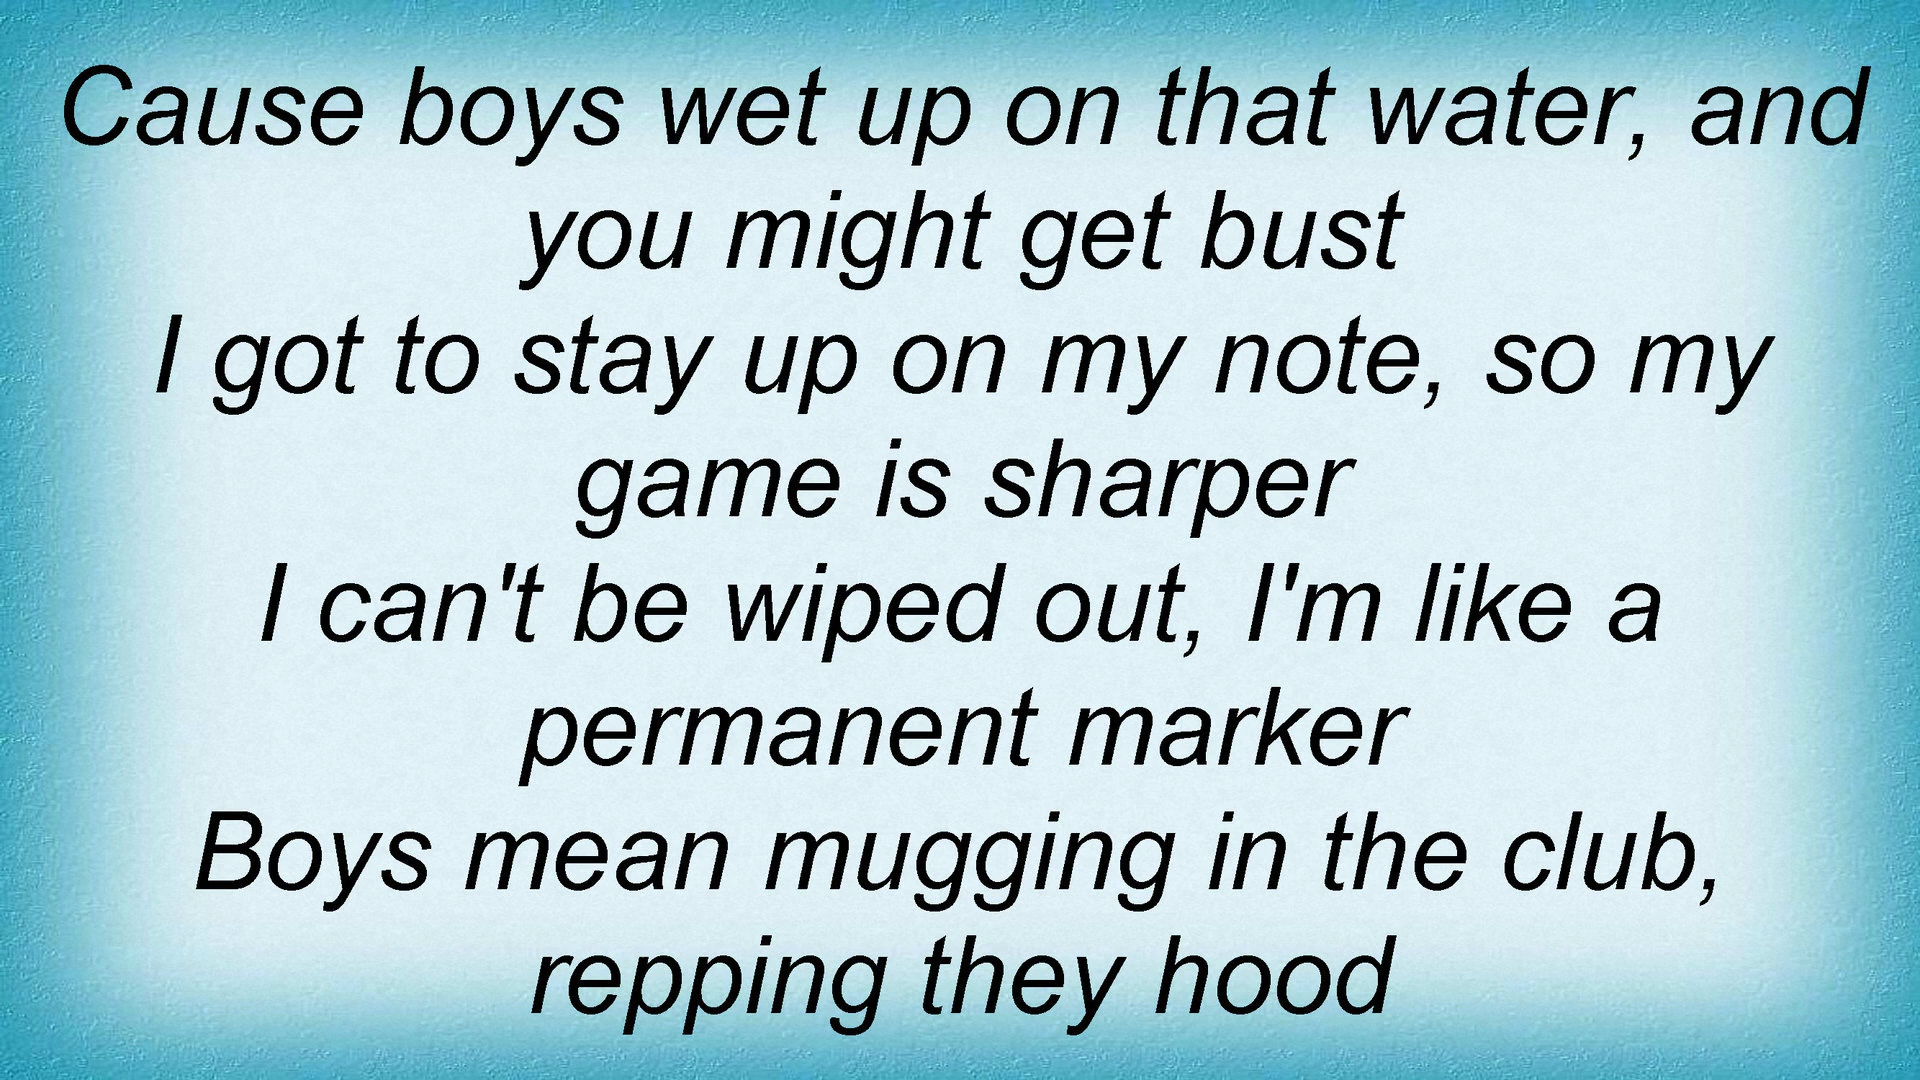 Cause boys wet up on that water, and
you might get bust
I got to stay up on my note, so my
game is sharper
I can't be wiped out, I'm like a
permanent marker
Boys mean mugging in the club,
repping they hood